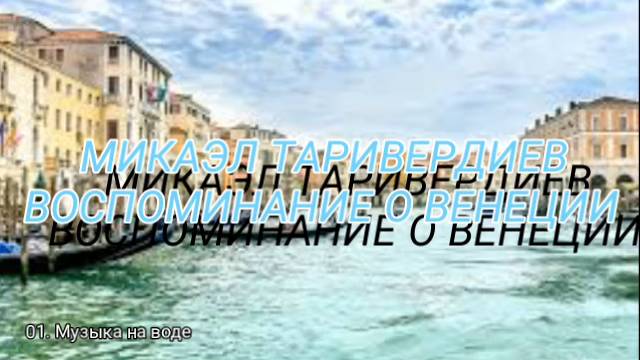 МИКАЭЛ ТАРИВЕРДИЕВ
ВОСПОМИНАНИЕ О ВЕНЕЦИИ
01. Музыка на воде